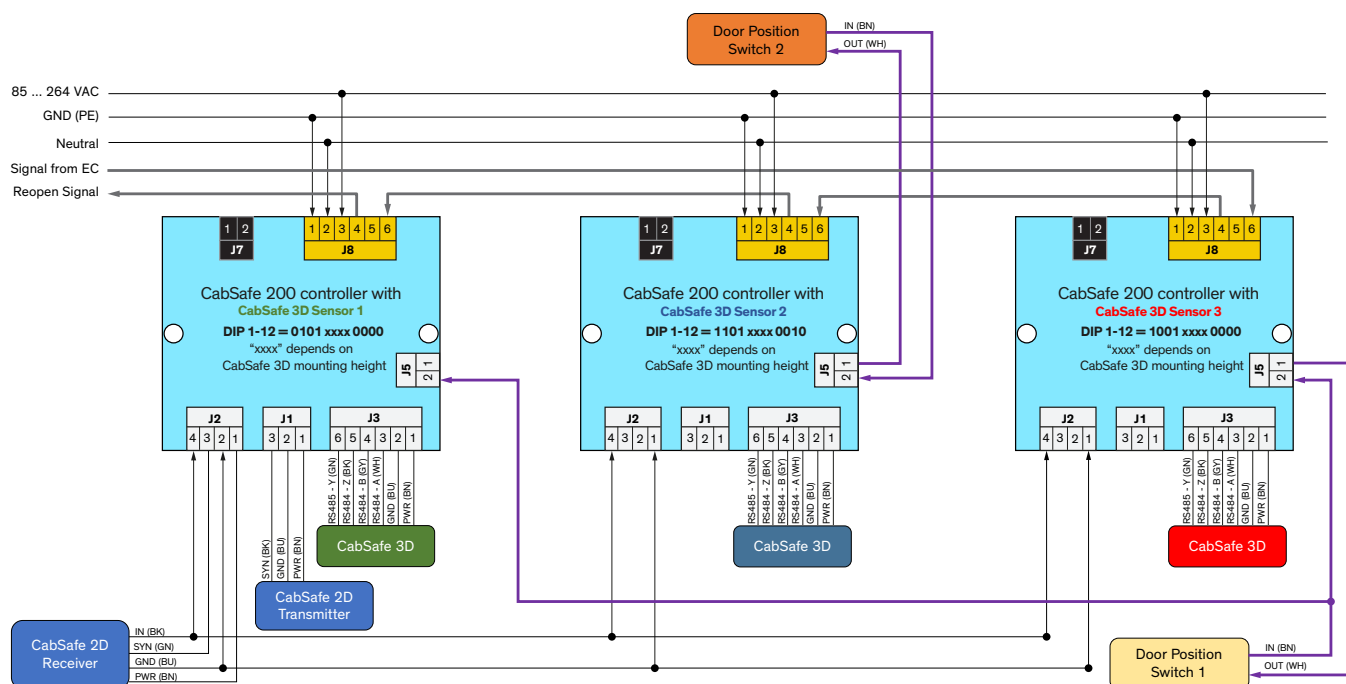 Door Position
Switch 2
IN (BN)
OUT (WH)
85 ... 264 VAC
GND (PE)
Neutral
Signal from EC
Reopen Signal
1 2
J7
1 2 3 4 5 6
J8
CabSafe 200 controller with
CabSafe 3D Sensor 1
DIP 1-12 = 0101 xxxx 0000
“xxxx” depends on
CabSafe 3D mounting height
J5
1
2
J2
4 3 2 1
J1
3 2 1
J3
6 5 4 3 2 1
1 2
J7
1 2 3 4 5 6
J8
CabSafe 200 controller with
CabSafe 3D Sensor 2
DIP 1-12 = 1101 xxxx 0010
“xxxx” depends on
CabSafe 3D mounting height
J5
1
2
J2
4 3 2 1
J1
3 2 1
J3
6 5 4 3 2 1
1 2
J7
1 2 3 4 5 6
J8
CabSafe 200 controller with
CabSafe 3D Sensor 3
DIP 1-12 = 1001 xxxx 0000
“xxxx” depends on
CabSafe 3D mounting height
J5
1
2
J2
4 3 2 1
J1
3 2 1
J3
6 5 4 3 2 1
RS485 - Y (GN)
RS484 - Z (BK)
RS484 - B (GY)
RS484 - A (WH)
GND (BU)
PWR (BN)
CabSafe 3D
RS485 - Y (GN)
RS484 - Z (BK)
RS484 - B (GY)
RS484 - A (WH)
GND (BU)
PWR (BN)
CabSafe 3D
RS485 - Y (GN)
RS484 - Z (BK)
RS484 - B (GY)
RS484 - A (WH)
GND (BU)
PWR (BN)
CabSafe 3D
SYN (BK)
GND (BU)
PWR (BN)
CabSafe 2D
Transmitter
CabSafe 2D
Receiver
IN (BK)
SYN (GN)
GND (BU)
PWR (BN)
Door Position
Switch 1
IN (BN)
OUT (WH)